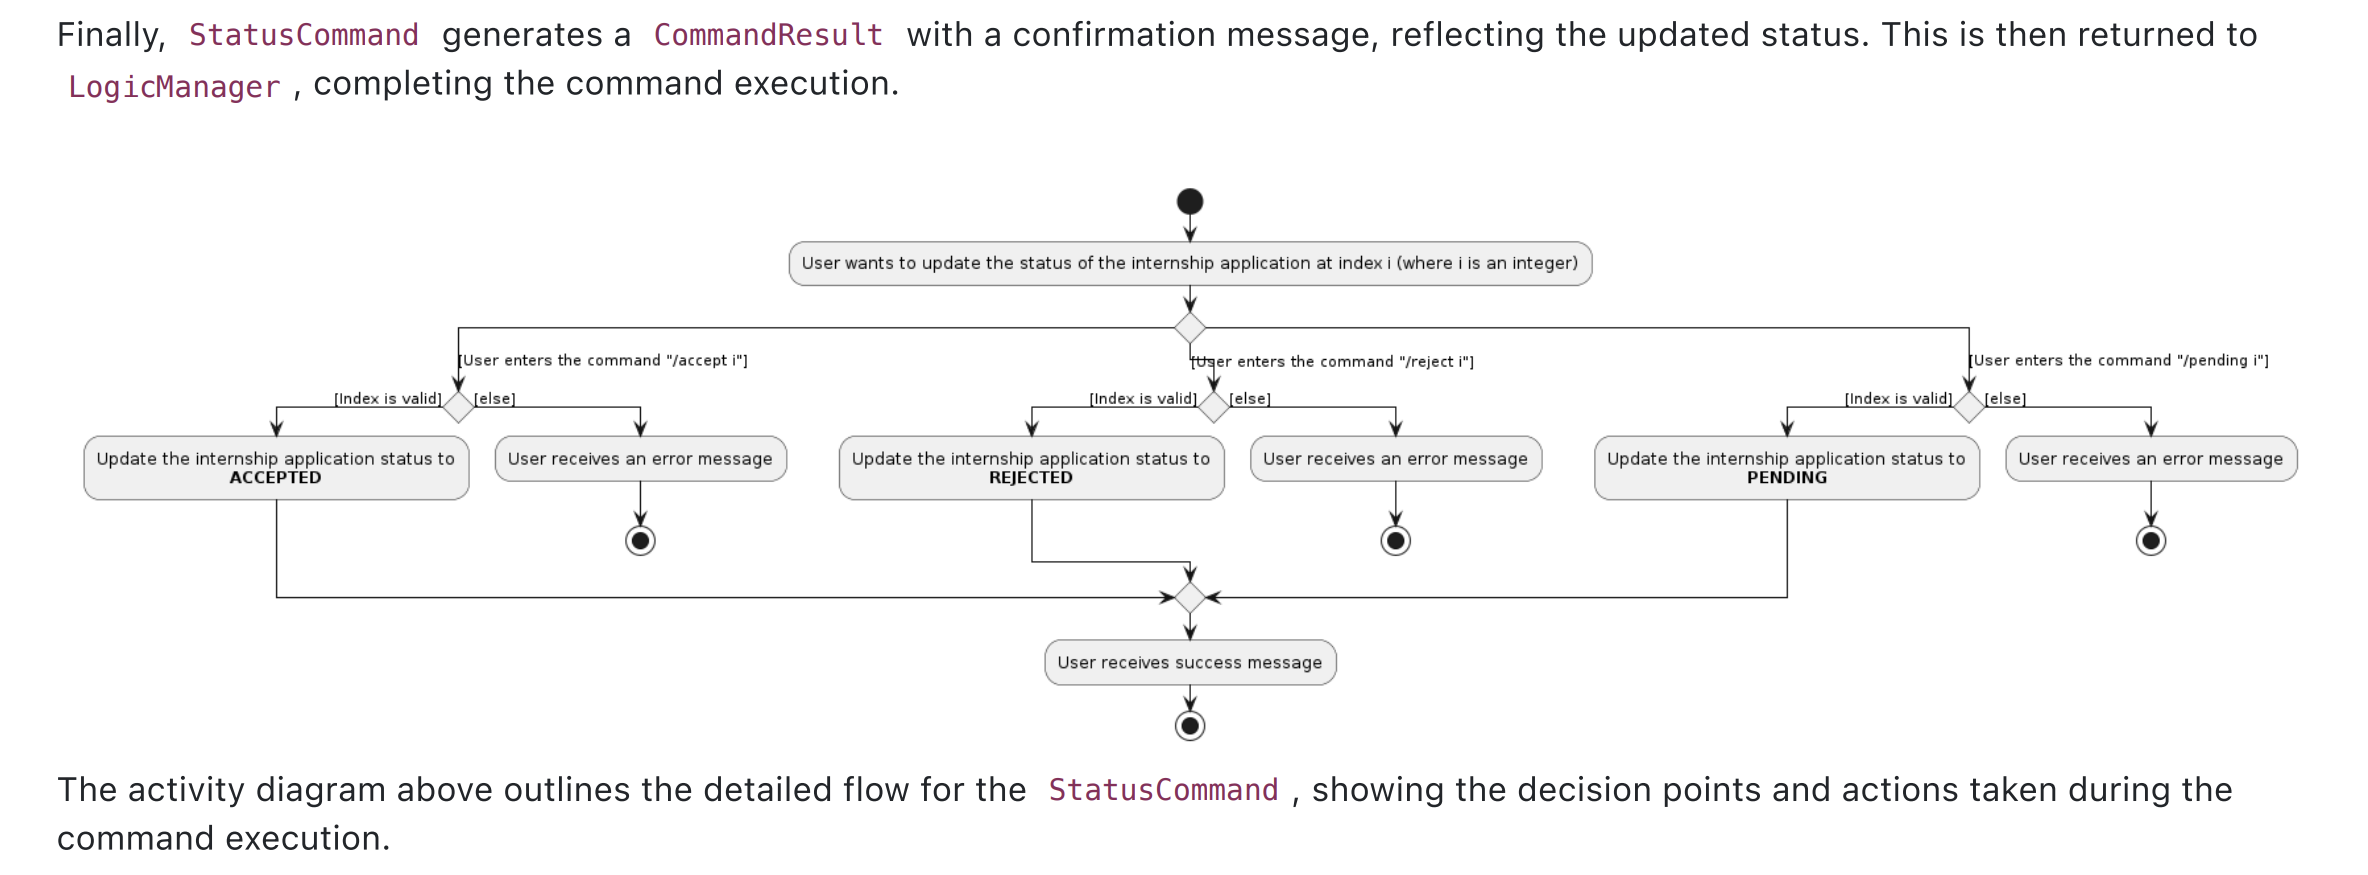 Finally, StatusCommand generates a CommandResult with a confirmation message, reflecting the updated status. This is then returned to
LogicManager , completing the command execution.
User wants to update the status of the internship application at index i (where i is an integer)
[User enters the command "/accept i"]
[User enters the command "/reject i"]
[User enters the command "/pending i"]
[Index is valid]
[else]
[Index is valid]
[else]
[Index is valid]
[else]
Update the internship application status to
ACCEPTED
User receives an error message
Update the internship application status to
REJECTED
User receives an error message
Update the internship application status to
PENDING
User receives an error message
User receives success message
The activity diagram above outlines the detailed flow for the StatusCommand , showing the decision points and actions taken during the
command execution.